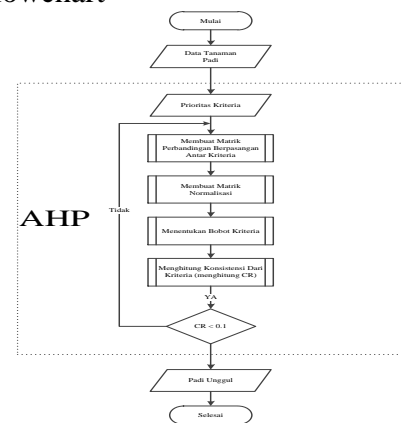 Mulai
Data Tanaman
Padi
Prioritas Kriteria
Membuat Matrik
Perbandingan Berpasangan
Antar Kriteria
Tidak
Membuat Matrik
Normalisasi
AHP
Menentukan Bobot Kriteria
Menghitung Konsistensi Dari
Kriteria (menghitung CR)
YA
CR < 0.1
Padi Unggul
Selesai